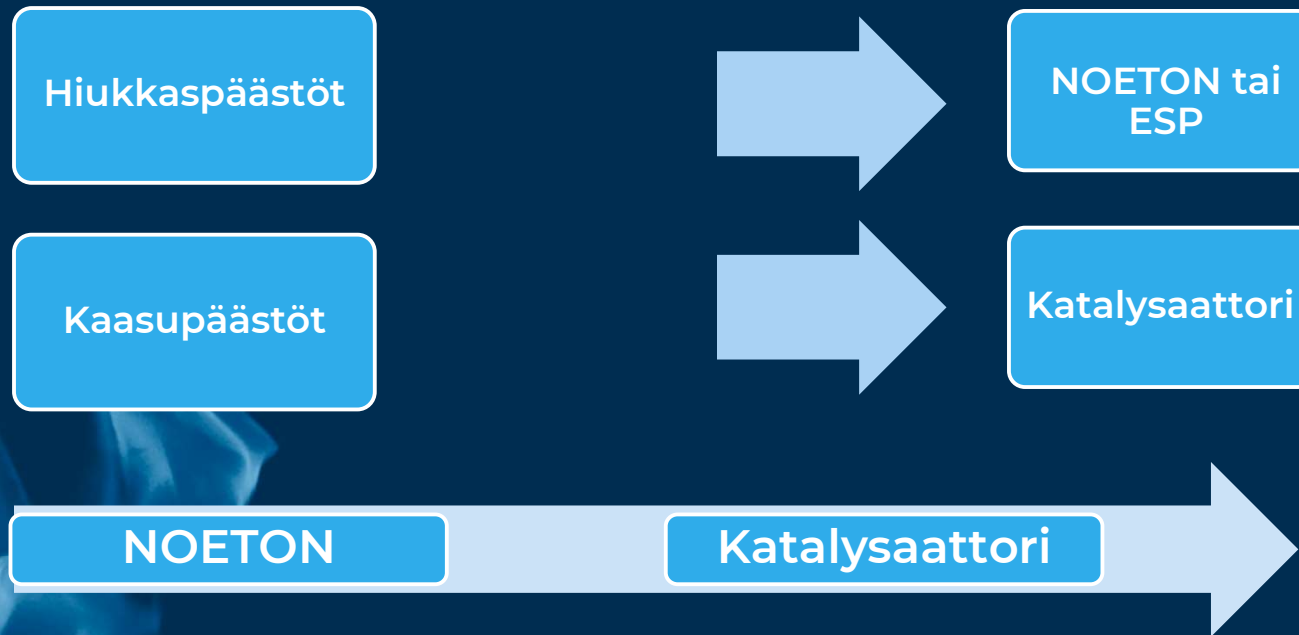 Hiukkaspäästöt
NOETON tai
ESP
Kaasupäästöt
Katalysaattori
NOETON
Katalysaattori